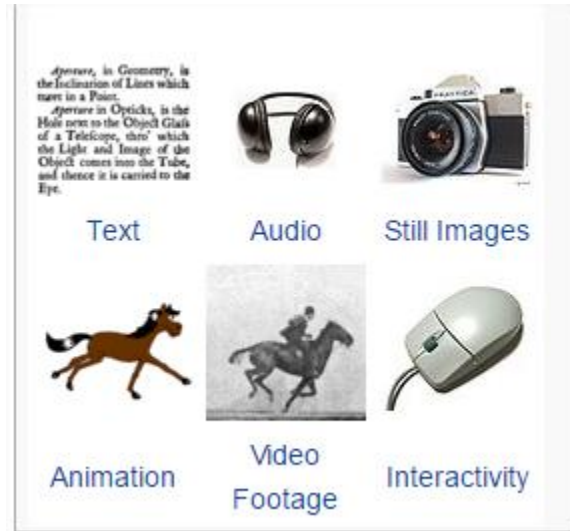 Aperture, in Geometry, is
the Inclination of Lines which
meet in a Point.
Aperture in Opticks, is the
Hole next to the Object Glaſs
of a Teleſcope, thro' which
the Light and Image of the
Object comes into the Tube,
and thence it is carried to the
Eye.
PRAKTICA
Text
Audio
Still Images
Animation
Video
Footage
Interactivity